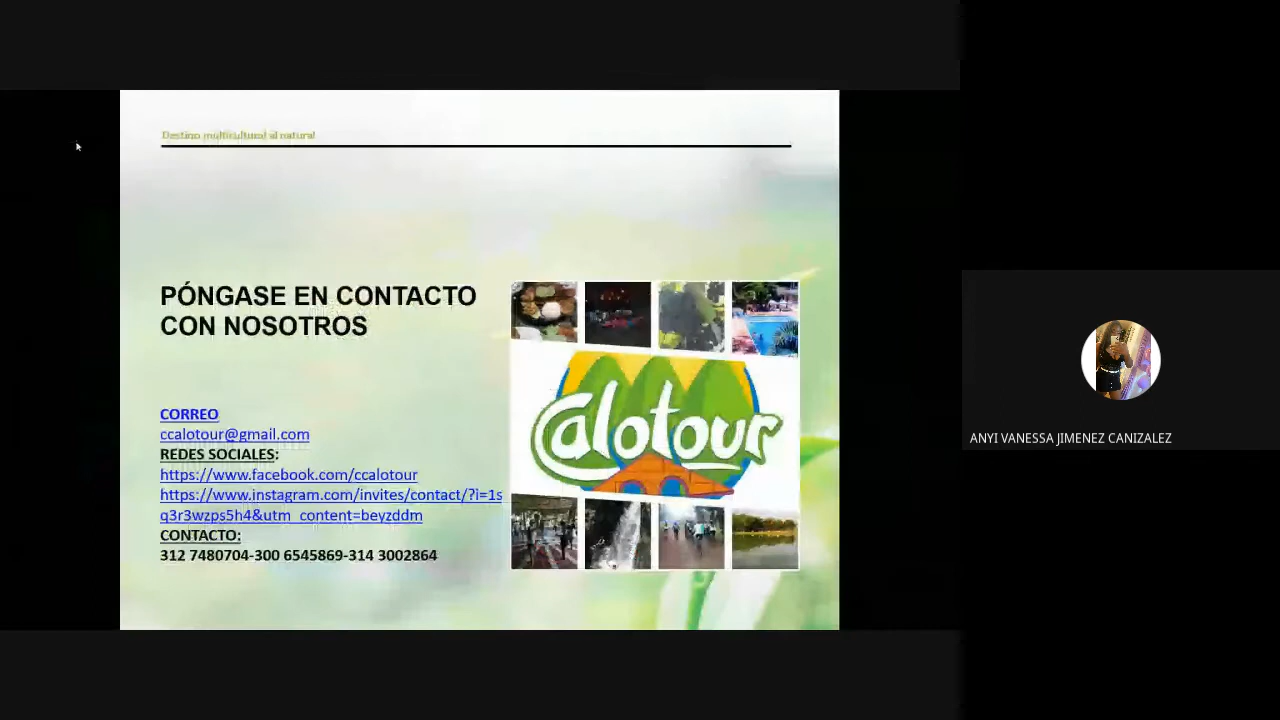 Destino multicultural al natural
PÓNGASE EN CONTACTO
CON NOSOTROS
CORREO
ccalotour@gmail.com
REDES SOCIALES:
https://www.facebook.com/ccalotour
https://www.instagram.com/invites/contact/?i=1s
q3r3wzps5h4&utm_content=beyzddm
CONTACTO:
312 7480704-300 6545869-314 3002864
Calotour
ANYI VANESSA JIMENEZ CANIZALEZ